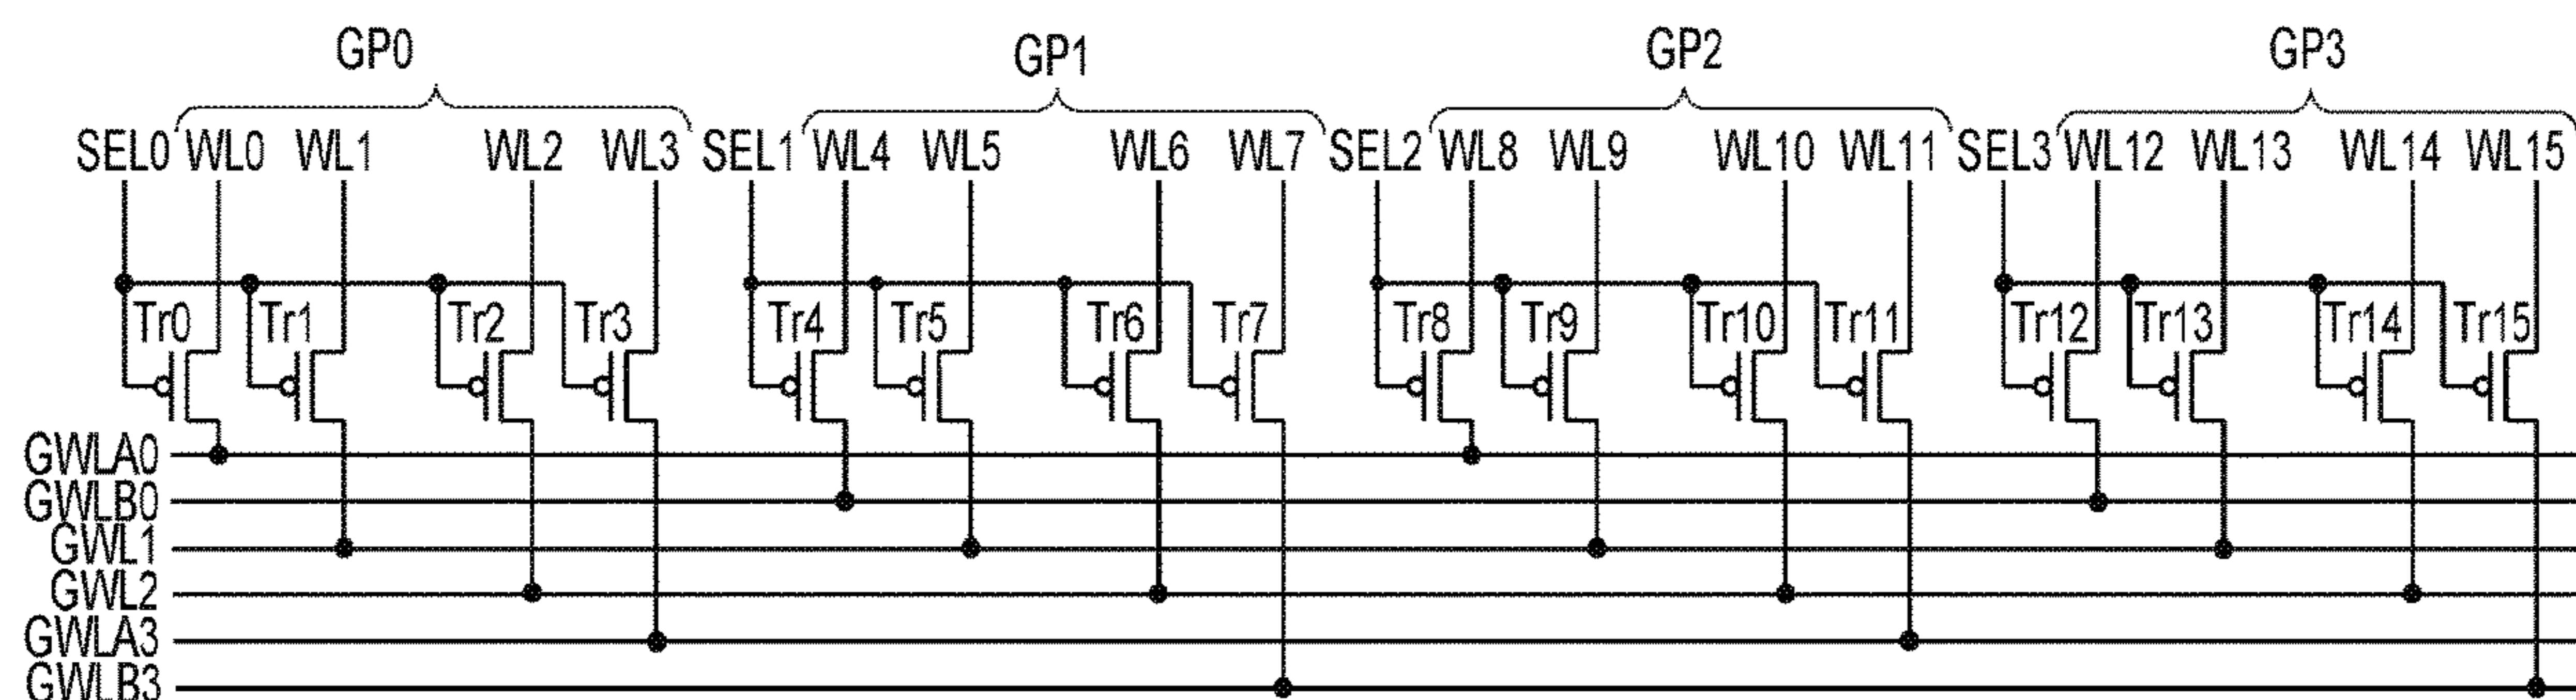 GP0 GP1 GP2 GP3
SEL0 WL0 WL1 WL2 WL3 SEL1 WL4 WL5 WL6 WL7 SEL2 WL8 WL9 WL10 WL11 SEL3 WL12 WL13 WL14 WL15
Tr0 Tr1 Tr2 Tr3 Tr4 Tr5 Tr6 Tr7 Tr8 Tr9 Tr10 Tr11 Tr12 Tr13 Tr14 Tr15
GWLA0
GWLB0
GWL1
GWL2
GWLA3
GWLB3